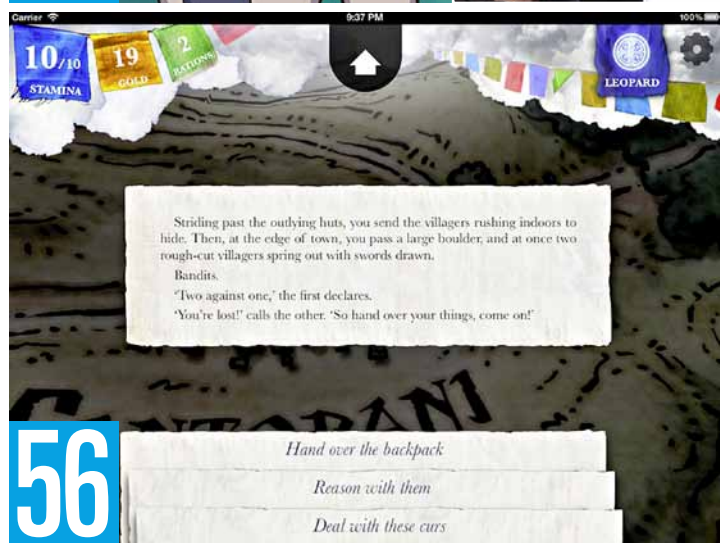 Carrier
9:37 PM
100%
10/10
STAMINA
19
GOLD
2
RATIONS
LEOPARD
Striding past the outlying huts, you send the villagers rushing indoors to
hide. Then, at the edge of town, you pass a large boulder, and at once two
rough-cut villagers spring out with swords drawn.
Bandits.
‘Two against one,’ the first declares.
‘You’re lost!’ calls the other. ‘So hand over your things, come on!’
CANTOPANI
Hand over the backpack
Reason with them
Deal with these curs
56